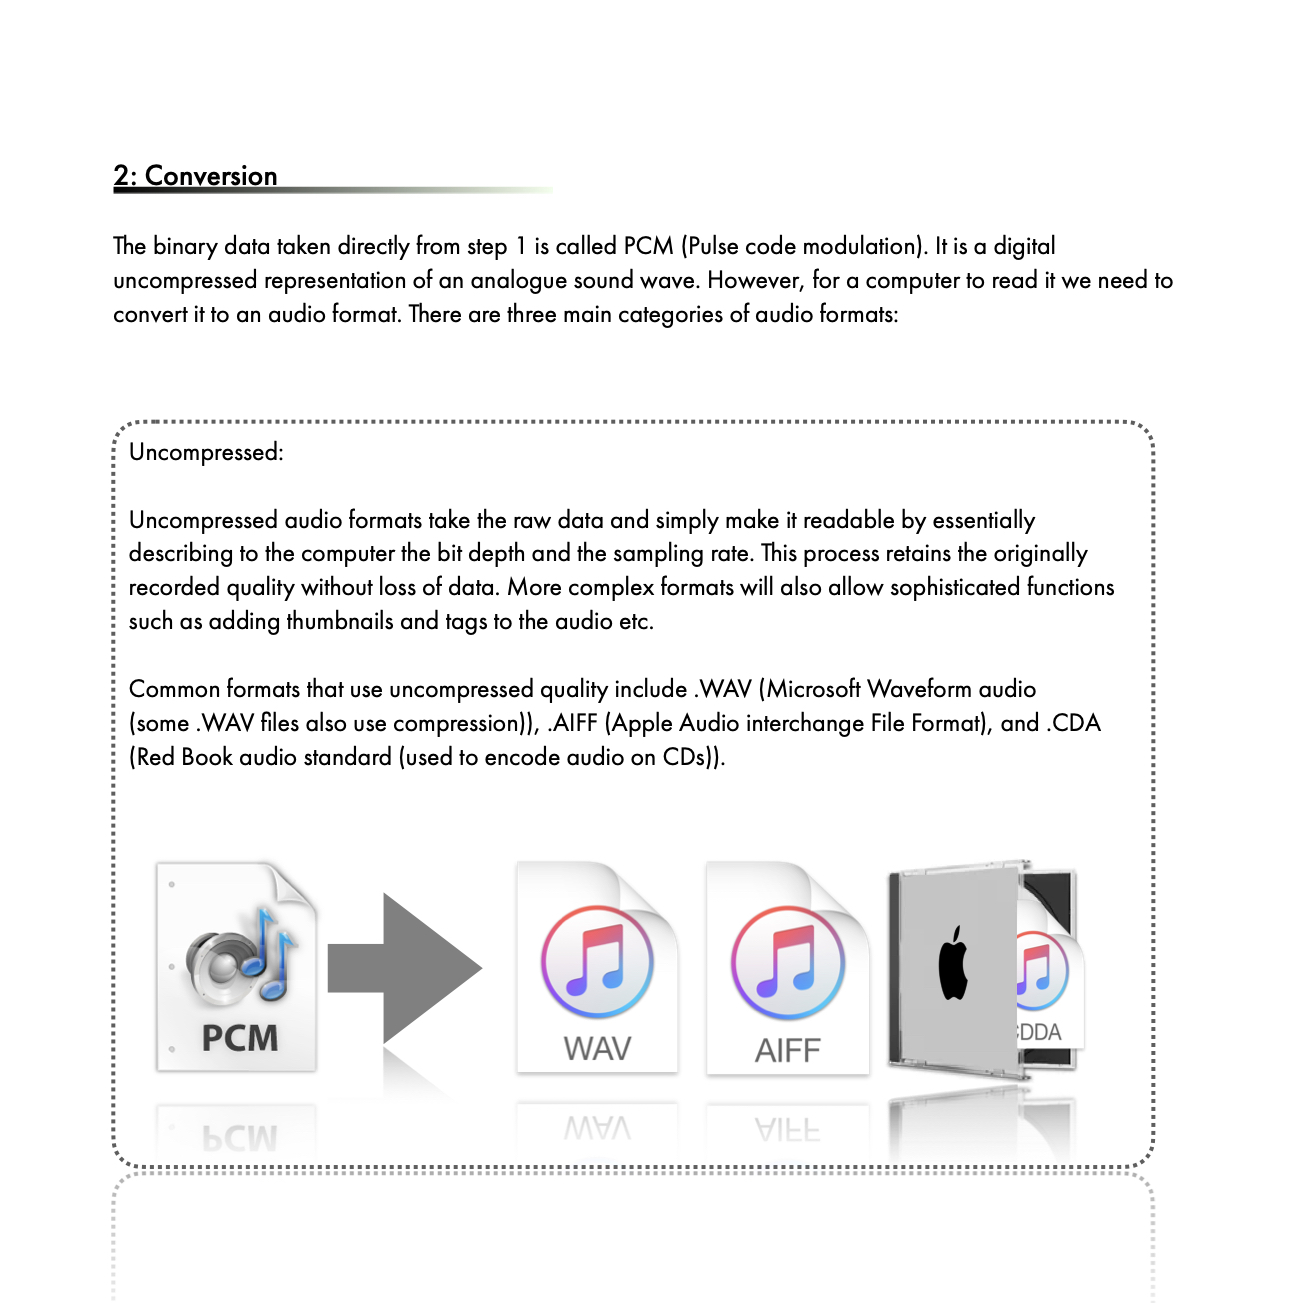 2: Conversion
The binary data taken directly from step 1 is called PCM (Pulse code modulation). It is a digital
uncompressed representation of an analogue sound wave. However, for a computer to read it we need to
convert it to an audio format. There are three main categories of audio formats:
Uncompressed:
Uncompressed audio formats take the raw data and simply make it readable by essentially
describing to the computer the bit depth and the sampling rate. This process retains the originally
recorded quality without loss of data. More complex formats will also allow sophisticated functions
such as adding thumbnails and tags to the audio etc.
Common formats that use uncompressed quality include .WAV (Microsoft Waveform audio
(some .WAV files also use compression)), .AIFF (Apple Audio interchange File Format), and .CDA
(Red Book audio standard (used to encode audio on CDs)).
PCM
WAV
AIFF
CDDA